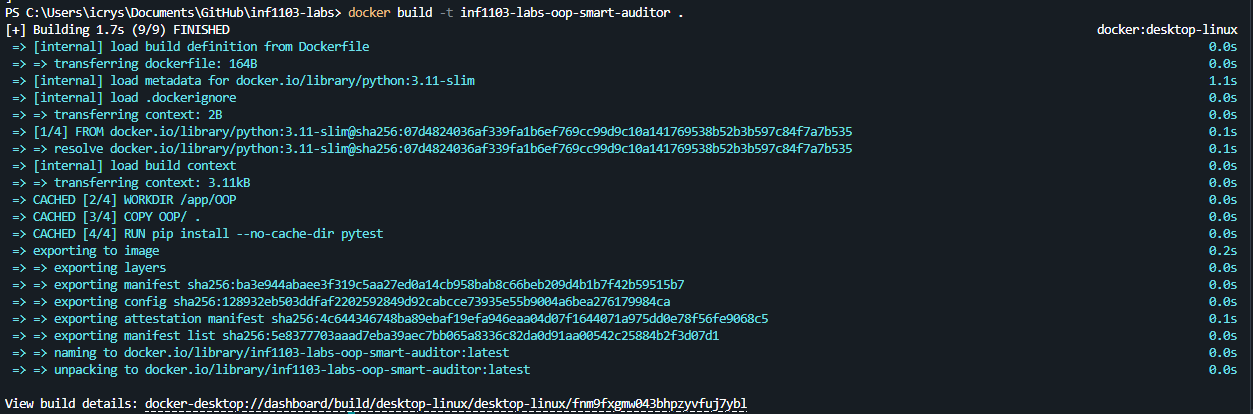 PS C:\Users\icrys\Documents\GitHub\inf1103-labs> docker build -t inf1103-labs-oop-smart-auditor .
[+] Building 1.7s (9/9) FINISHED docker:desktop-linux
=> [internal] load build definition from Dockerfile 0.0s
=> => transferring dockerfile: 164B 0.0s
=> [internal] load metadata for docker.io/library/python:3.11-slim 1.1s
=> [internal] load .dockerignore 0.0s
=> => transferring context: 2B 0.0s
=> [1/4] FROM docker.io/library/python:3.11-slim@sha256:07d4824036af339fa1b6ef769cc99d9c10a141769538b52b3b597c84f7a7b535 0.1s
=> => resolve docker.io/library/python:3.11-slim@sha256:07d4824036af339fa1b6ef769cc99d9c10a141769538b52b3b597c84f7a7b535 0.1s
=> [internal] load build context 0.0s
=> => transferring context: 3.11kB 0.0s
=> CACHED [2/4] WORKDIR /app/OOP 0.0s
=> CACHED [3/4] COPY OOP/ . 0.0s
=> CACHED [4/4] RUN pip install --no-cache-dir pytest 0.0s
=> exporting to image 0.2s
=> => exporting layers 0.0s
=> => exporting manifest sha256:ba3e944abaee3f319c5aa27ed0a14cb958bab8c66beb209d4b1b7f42b59515b7 0.0s
=> => exporting config sha256:128932eb503ddfaf2202592849d92cabcce73935e55b9004a6bea276179984ca 0.0s
=> => exporting attestation manifest sha256:4c644346748ba89ebaf19efa946eaa04d07f1644071a975dd0e78f56fe9068c5 0.1s
=> => exporting manifest list sha256:5e8377703aaad7eba39aec7bb065a8336c82da0d91aa00542c25884b2f3d07d1 0.0s
=> => naming to docker.io/library/inf1103-labs-oop-smart-auditor:latest 0.0s
=> => unpacking to docker.io/library/inf1103-labs-oop-smart-auditor:latest 0.0s
View build details: docker-desktop://dashboard/build/desktop-linux/desktop-linux/fnm9fxgmw043bhpzyvfuj7ybl